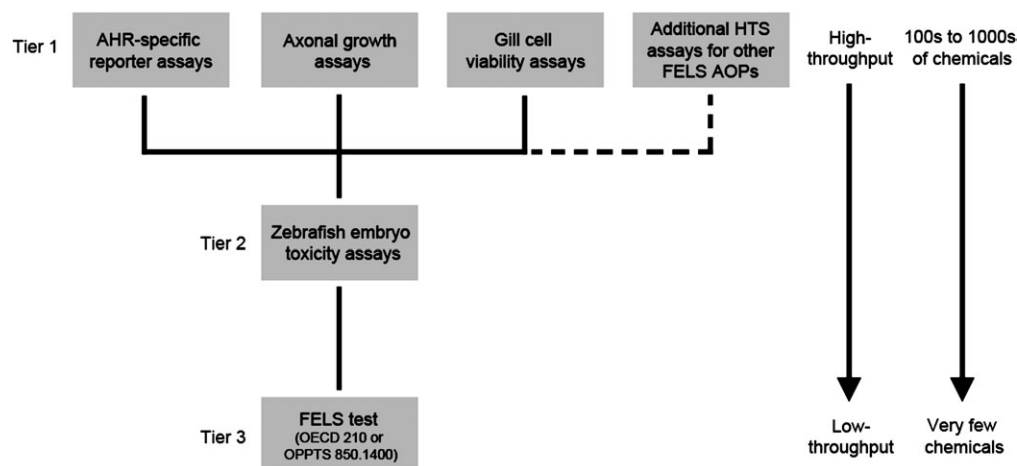 Tier 1
AHR-specific
reporter assays
Axonal growth
assays
Gill cell
viability assays
Additional HTS
assays for other
FELS AOPs
High-
throughput
100s to 1000s
of chemicals
Tier 2
Zebrafish embryo
toxicity assays
Tier 3
FELS test
(OECD 210 or
OPPTS 850.1400)
Low-
throughput
Very few
chemicals